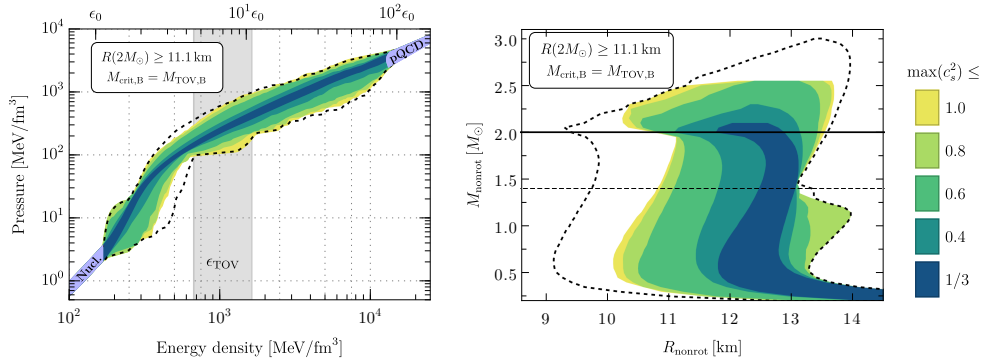 ϵ₀
10¹ϵ₀
10²ϵ₀
10⁴
10³
10²
10¹
10⁰
Pressure [MeV/fm³]
R(2M⊙) ≥ 11.1 km
M_crit,B = M_TOV,B
pQCD
Nucl.
ϵ_TOV
10²
10³
10⁴
Energy density [MeV/fm³]
3.0
2.5
2.0
1.5
1.0
0.5
M_nonrot [M⊙]
R(2M⊙) ≥ 11.1 km
M_crit,B = M_TOV,B
9
10
11
12
13
14
R_nonrot [km]
max(c_s²) ≤
1.0
0.8
0.6
0.4
1/3